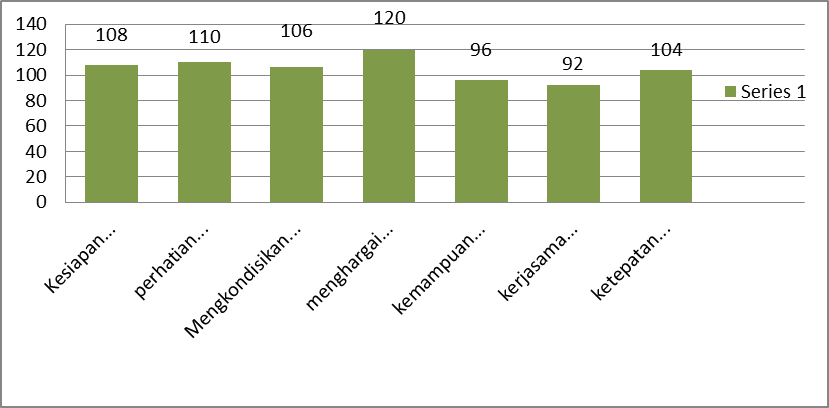 140
120
100
80
60
40
20
0
108
110
106
120
96
92
104
Series 1
Kesiapan...
perhatian...
Mengkondisikan...
menghargai...
kemampuan...
kerjasama...
ketepatan...